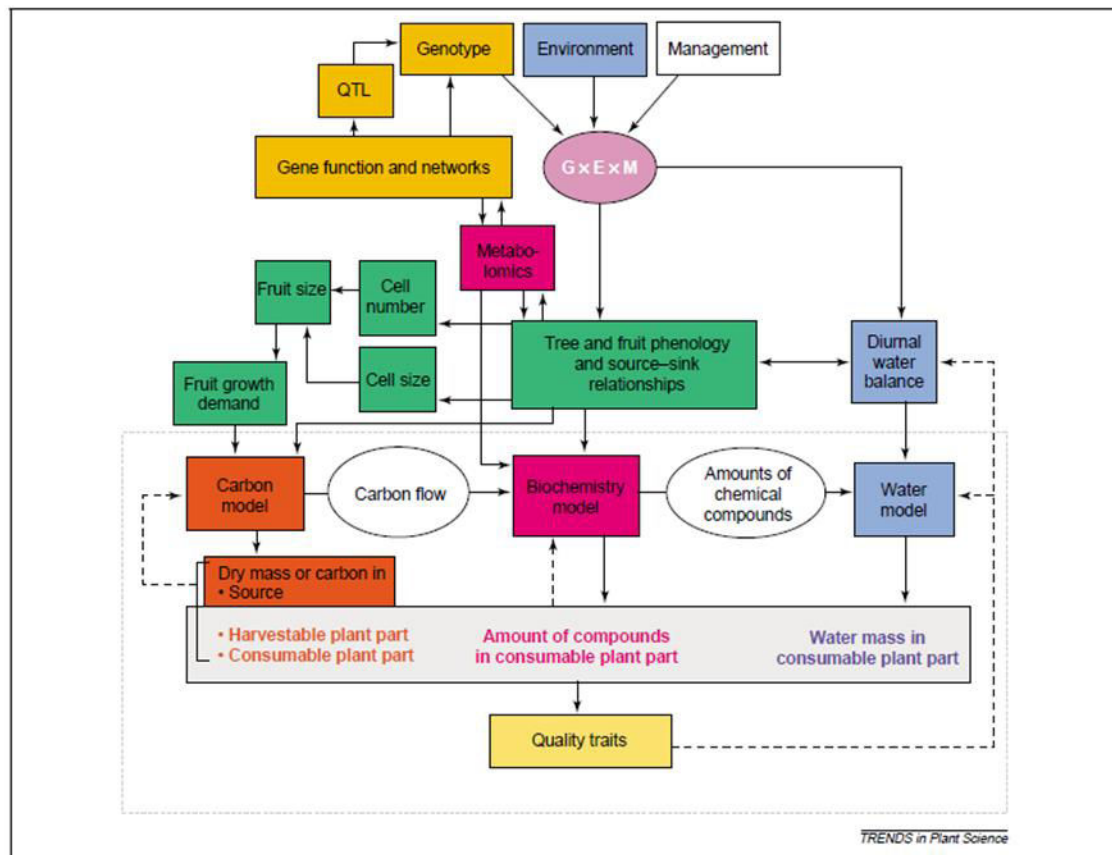 Genotype
Environment
Management
QTL
Gene function and networks
G×E×M
Metabo-
lomics
Fruit size
Cell
number
Tree and fruit phenology
and source–sink
relationships
Diurnal
water
balance
Fruit growth
demand
Cell size
Carbon
model
Carbon flow
Biochemistry
model
Amounts of
chemical
compounds
Water
model
Dry mass or carbon in
• Source
• Harvestable plant part
• Consumable plant part
Amount of compounds
in consumable plant part
Water mass in
consumable plant part
Quality traits
TRENDS in Plant Science